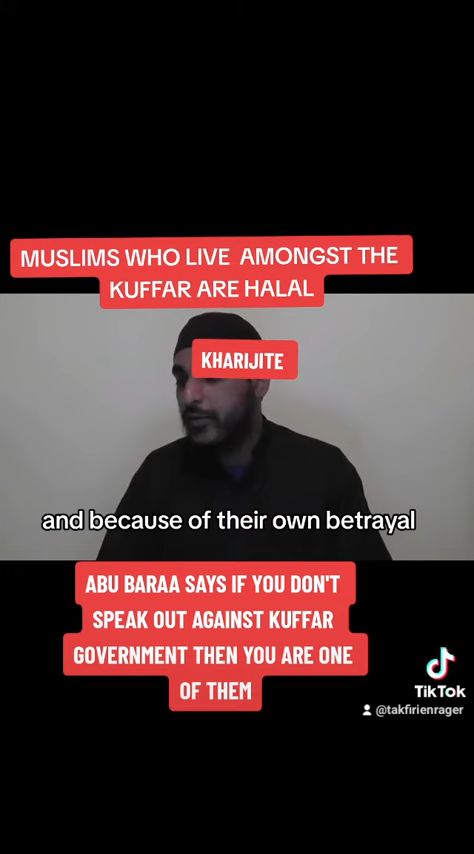 MUSLIMS WHO LIVE AMONGST THE
KUFFAR ARE HALAL
KHARIJITE
and because of their own betrayal
ABU BARAA SAYS IF YOU DON'T
SPEAK OUT AGAINST KUFFAR
GOVERNMENT THEN YOU ARE ONE
OF THEM
TikTok
@takfirienrager